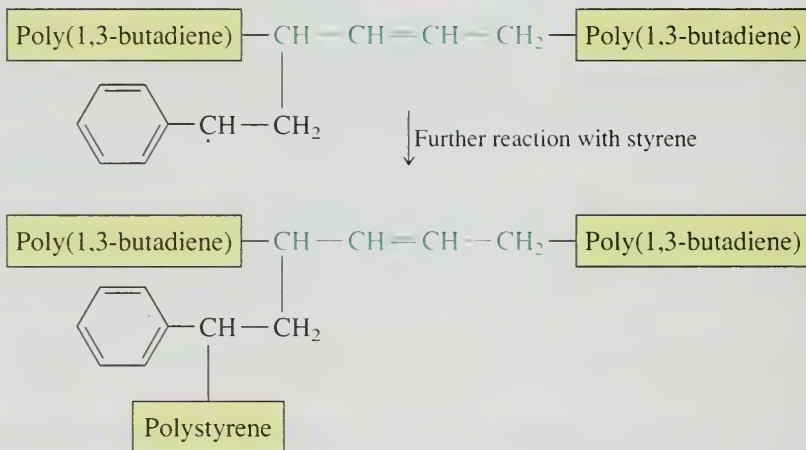 Poly(1,3-butadiene)—CH—CH=CH—CH₂—Poly(1,3-butadiene)
ĊH—CH₂
Further reaction with styrene
Poly(1,3-butadiene)—CH—CH=CH—CH₂—Poly(1,3-butadiene)
CH—CH₂
Polystyrene